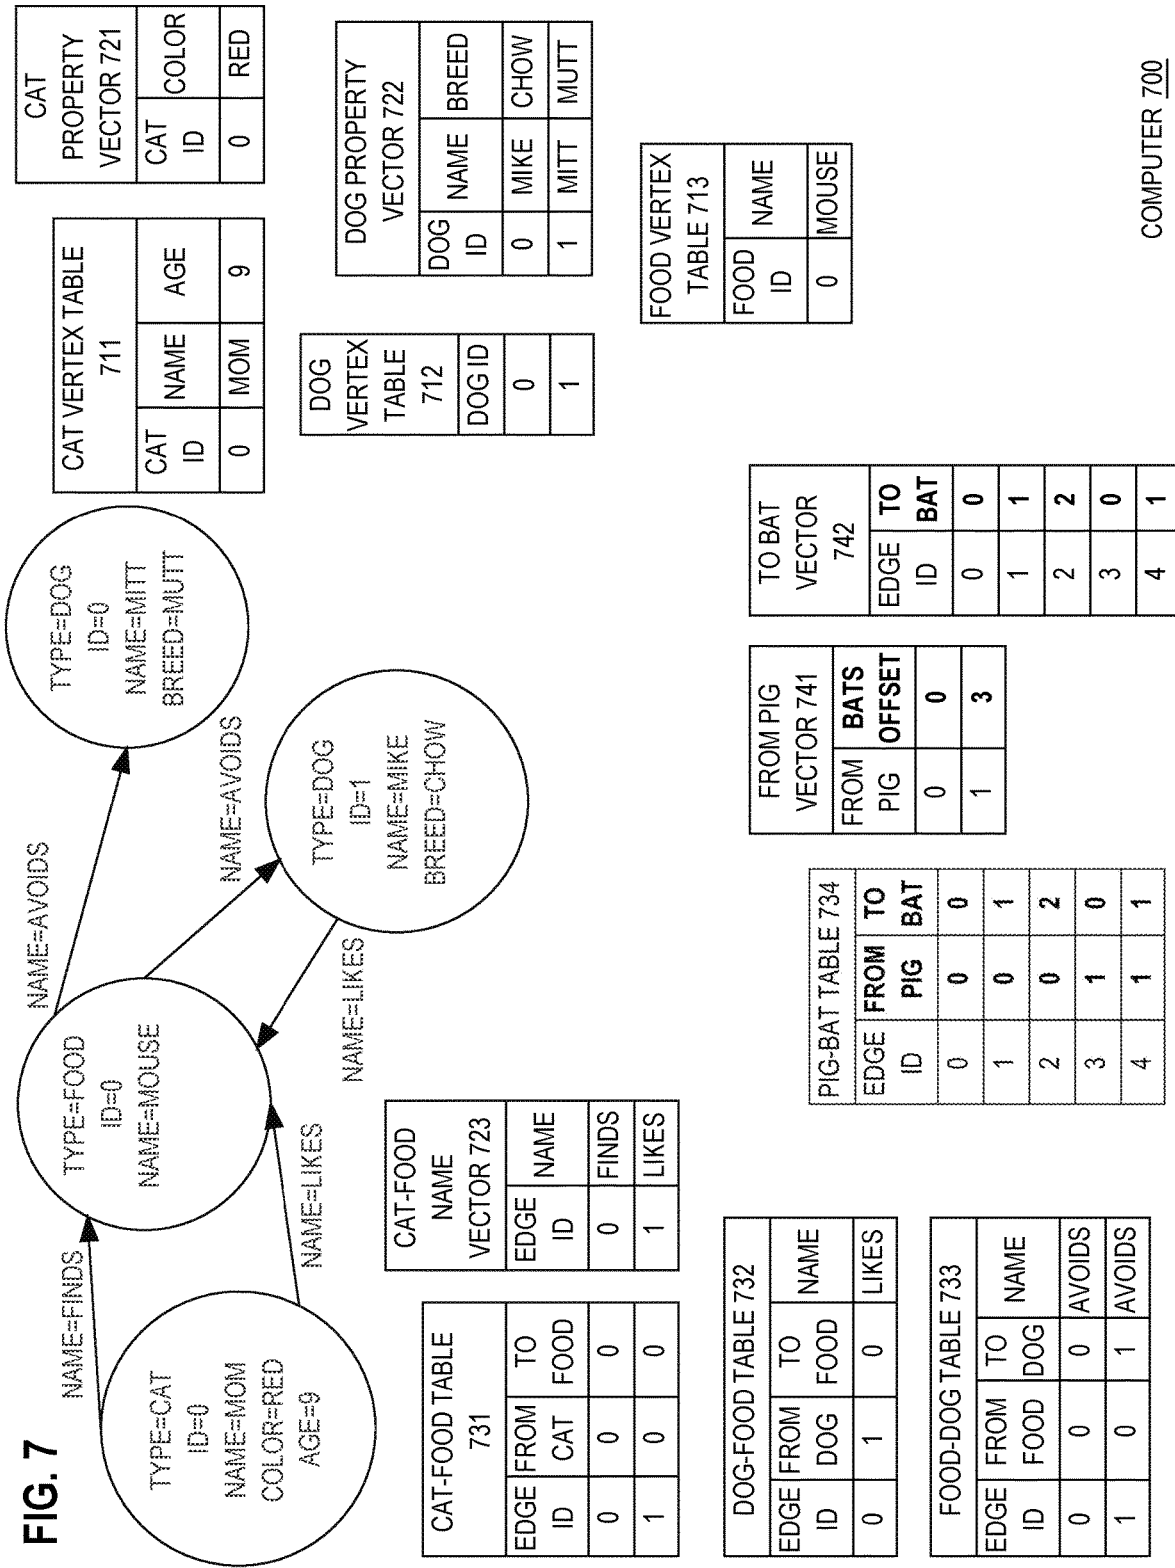 FIG. 7
TYPE=CAT
ID=0
NAME=MOM
COLOR=RED
AGE=9
NAME=FINDS
NAME=LIKES
TYPE=FOOD
ID=0
NAME=MOUSE
NAME=AVOIDS
NAME=AVOIDS
NAME=LIKES
TYPE=DOG
ID=0
NAME=MITT
BREED=MUTT
TYPE=DOG
ID=1
NAME=MIKE
BREED=CHOW
CAT VERTEX TABLE
711
CAT ID NAME AGE
0 MOM 9
CAT
PROPERTY
VECTOR 721
CAT ID COLOR
0 RED
DOG
VERTEX
TABLE
712
DOG ID
0
1
DOG PROPERTY
VECTOR 722
DOG ID NAME BREED
0 MIKE CHOW
1 MITT MUTT
FOOD VERTEX
TABLE 713
FOOD ID NAME
0 MOUSE
CAT-FOOD TABLE
731
EDGE ID FROM CAT TO FOOD
0 0 0
1 0 0
CAT-FOOD
NAME
VECTOR 723
EDGE ID NAME
0 FINDS
1 LIKES
DOG-FOOD TABLE 732
EDGE ID FROM DOG TO FOOD NAME
0 1 0 LIKES
FOOD-DOG TABLE 733
EDGE ID FROM FOOD TO DOG NAME
0 0 0 AVOIDS
1 0 1 AVOIDS
PIG-BAT TABLE 734
EDGE ID FROM PIG TO BAT
0 0 0
1 0 1
2 0 2
3 1 0
4 1 1
FROM PIG
VECTOR 741
FROM PIG BATS OFFSET
0 0
1 3
TO BAT
VECTOR
742
EDGE ID TO BAT
0 0
1 1
2 2
3 0
4 1
COMPUTER 700